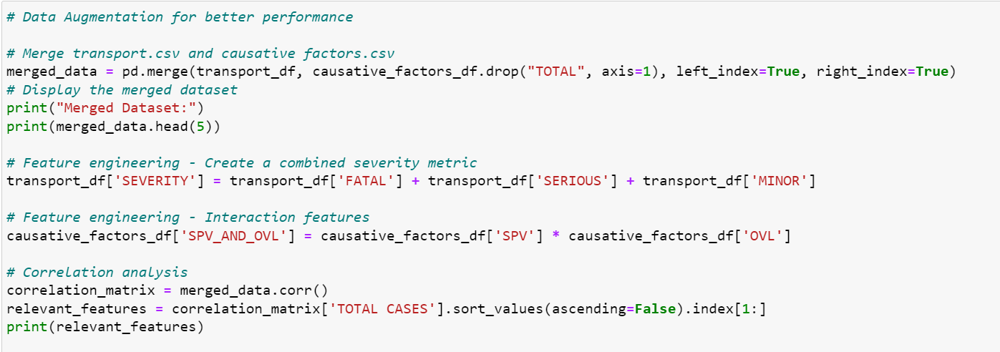 # Data Augmentation for better performance
# Merge transport.csv and causative factors.csv
merged_data = pd.merge(transport_df, causative_factors_df.drop("TOTAL", axis=1), left_index=True, right_index=True)
# Display the merged dataset
print("Merged Dataset:")
print(merged_data.head(5))
# Feature engineering - Create a combined severity metric
transport_df['SEVERITY'] = transport_df['FATAL'] + transport_df['SERIOUS'] + transport_df['MINOR']
# Feature engineering - Interaction features
causative_factors_df['SPV_AND_OVL'] = causative_factors_df['SPV'] * causative_factors_df['OVL']
# Correlation analysis
correlation_matrix = merged_data.corr()
relevant_features = correlation_matrix['TOTAL CASES'].sort_values(ascending=False).index[1:]
print(relevant_features)